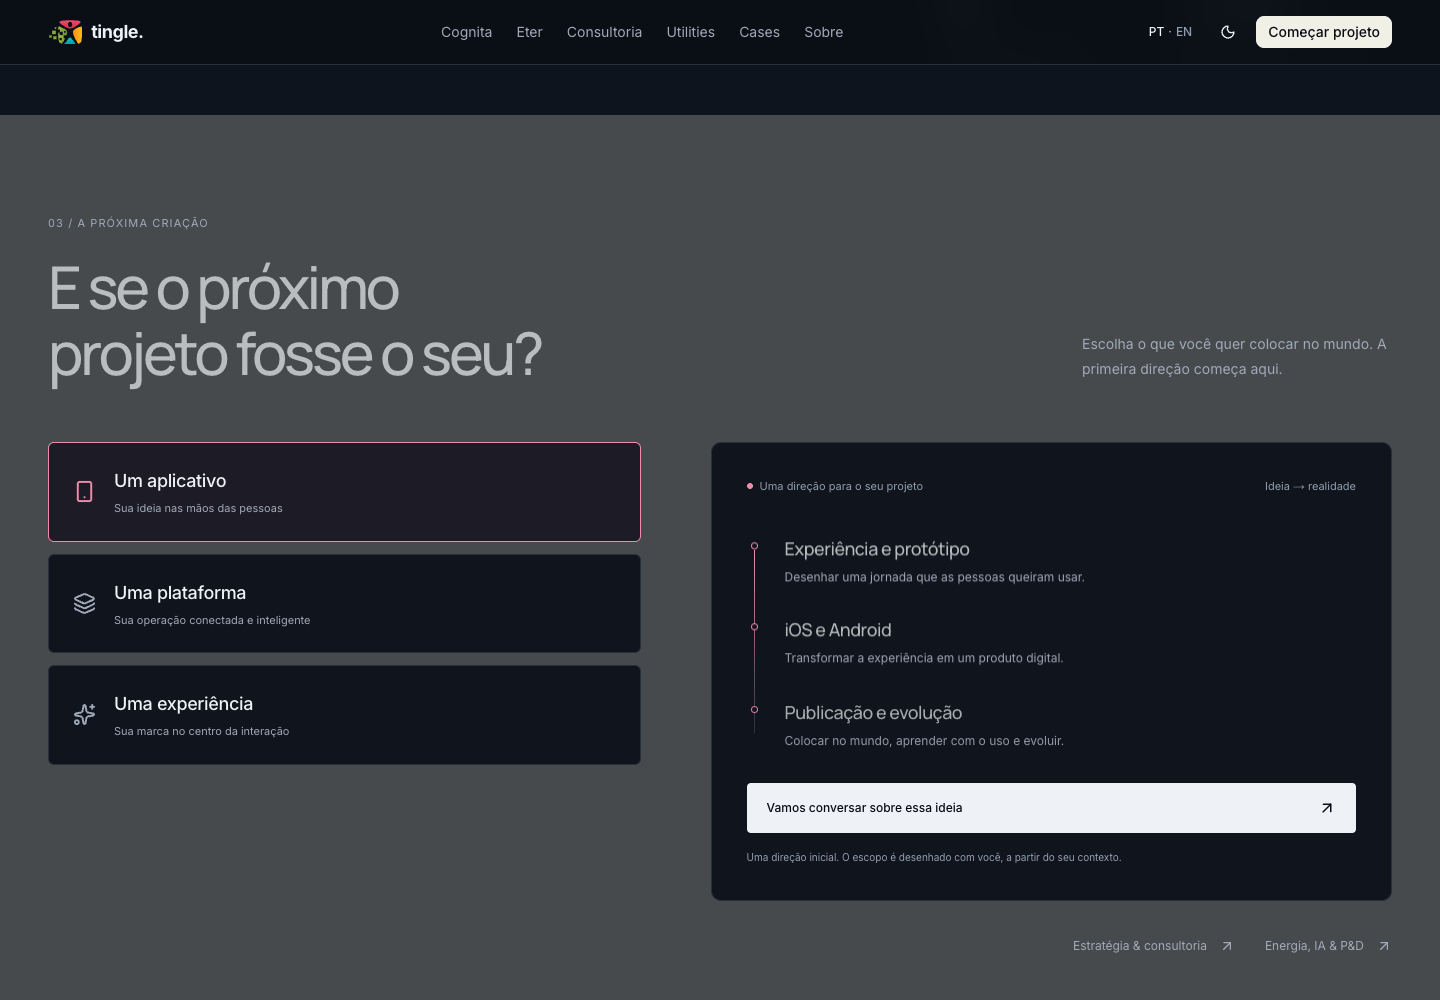 tingle.
Cognita
Eter
Consultoria
Utilities
Cases
Sobre
PT · EN
Começar projeto
03 / A PRÓXIMA CRIAÇÃO
E se o próximo
projeto fosse o seu?
Escolha o que você quer colocar no mundo. A
primeira direção começa aqui.
Um aplicativo
Sua ideia nas mãos das pessoas
Uma plataforma
Sua operação conectada e inteligente
Uma experiência
Sua marca no centro da interação
Uma direção para o seu projeto
Ideia → realidade
Experiência e protótipo
Desenhar uma jornada que as pessoas queiram usar.
iOS e Android
Transformar a experiência em um produto digital.
Publicação e evolução
Colocar no mundo, aprender com o uso e evoluir.
Vamos conversar sobre essa ideia
Uma direção inicial. O escopo é desenhado com você, a partir do seu contexto.
Estratégia & consultoria
Energia, IA & P&D